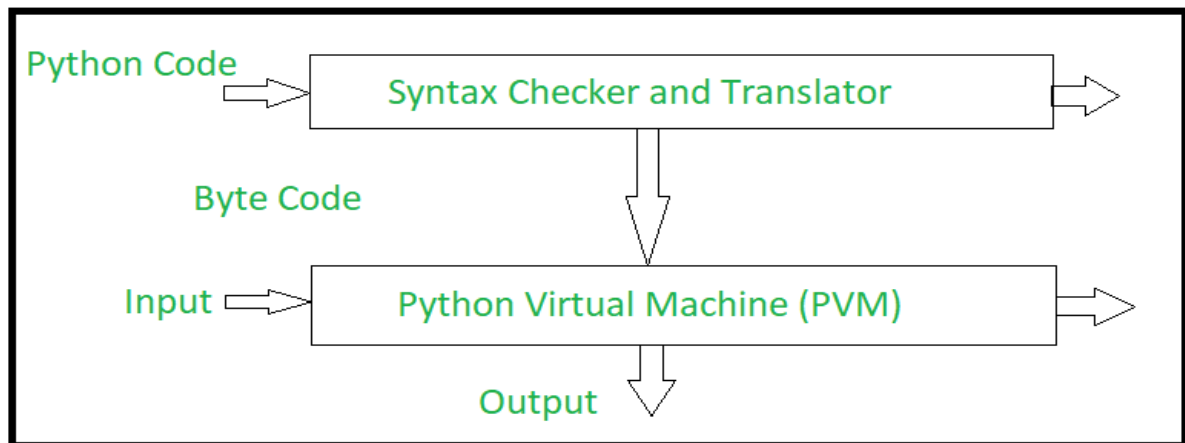 Python Code
Syntax Checker and Translator
Byte Code
Input
Python Virtual Machine (PVM)
Output